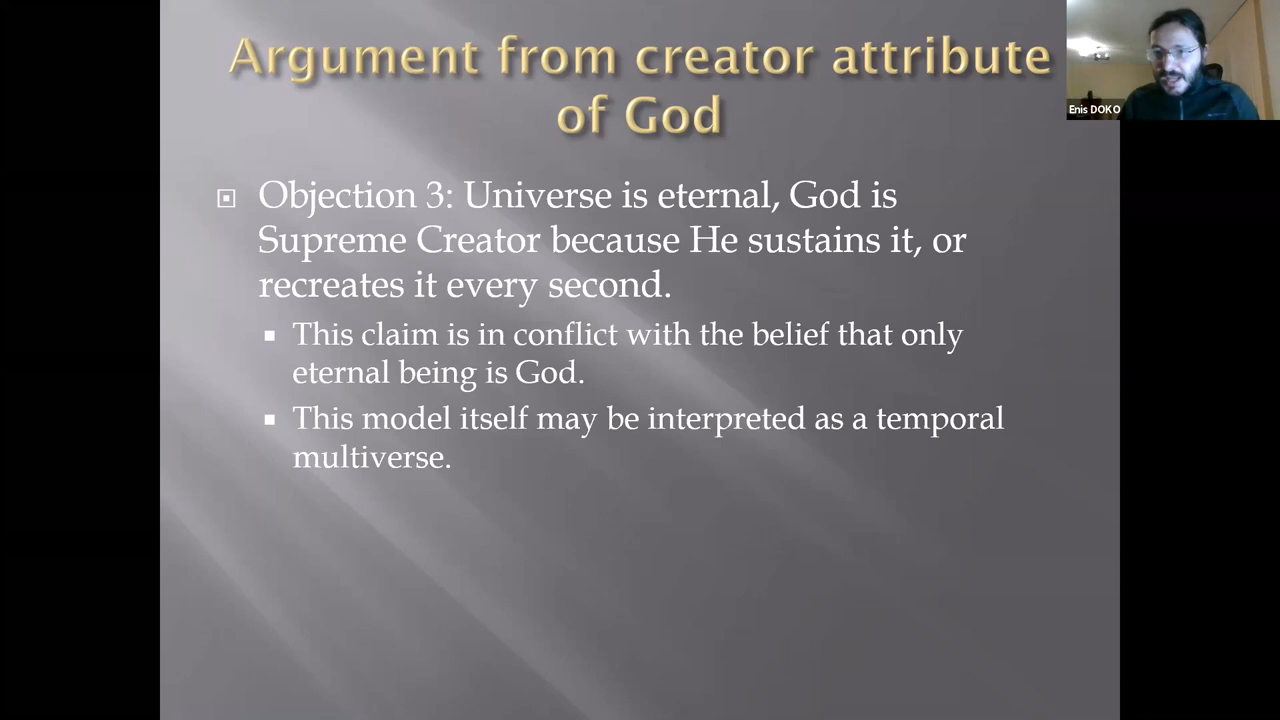 Argument from creator attribute
of God
Enis DOKO
Objection 3: Universe is eternal, God is
Supreme Creator because He sustains it, or
recreates it every second.
This claim is in conflict with the belief that only
eternal being is God.
This model itself may be interpreted as a temporal
multiverse.